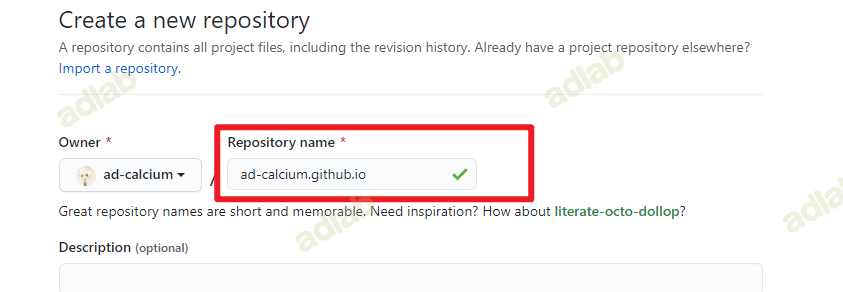 Create a new repository
A repository contains all project files, including the revision history. Already have a project repository elsewhere?
Import a repository.
Owner *
Repository name *
ad-calcium
/
ad-calcium.github.io
Great repository names are short and memorable. Need inspiration? How about literate-octo-dollop?
Description (optional)
adlab
adlab
adlab
adlab